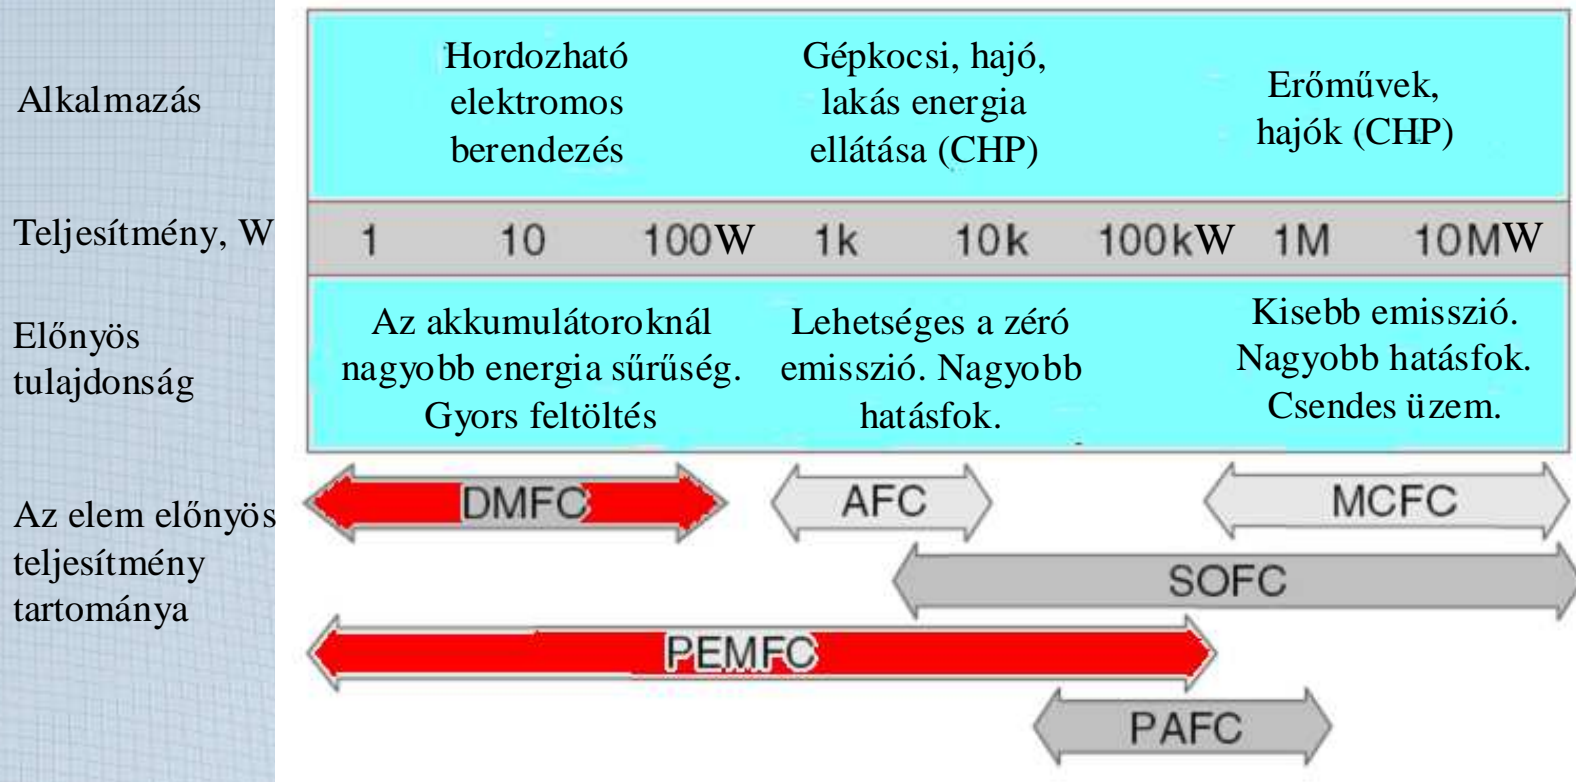 Alkalmazás
Hordozható
elektromos
berendezés
Gépkocsi, hajó,
lakás energia
ellátása (CHP)
Erőművek,
hajók (CHP)
Teljesítmény, W
1 10 100W 1k 10k 100kW 1M 10MW
Előnyös
tulajdonság
Az akkumulátoroknál
nagyobb energia sűrűség.
Gyors feltöltés
Lehetséges a zéró
emisszió. Nagyobb
hatásfok.
Kisebb emisszió.
Nagyobb hatásfok.
Csendes üzem.
Az elem előnyös
teljesítmény
tartománya
DMFC
AFC
MCFC
SOFC
PEMFC
PAFC